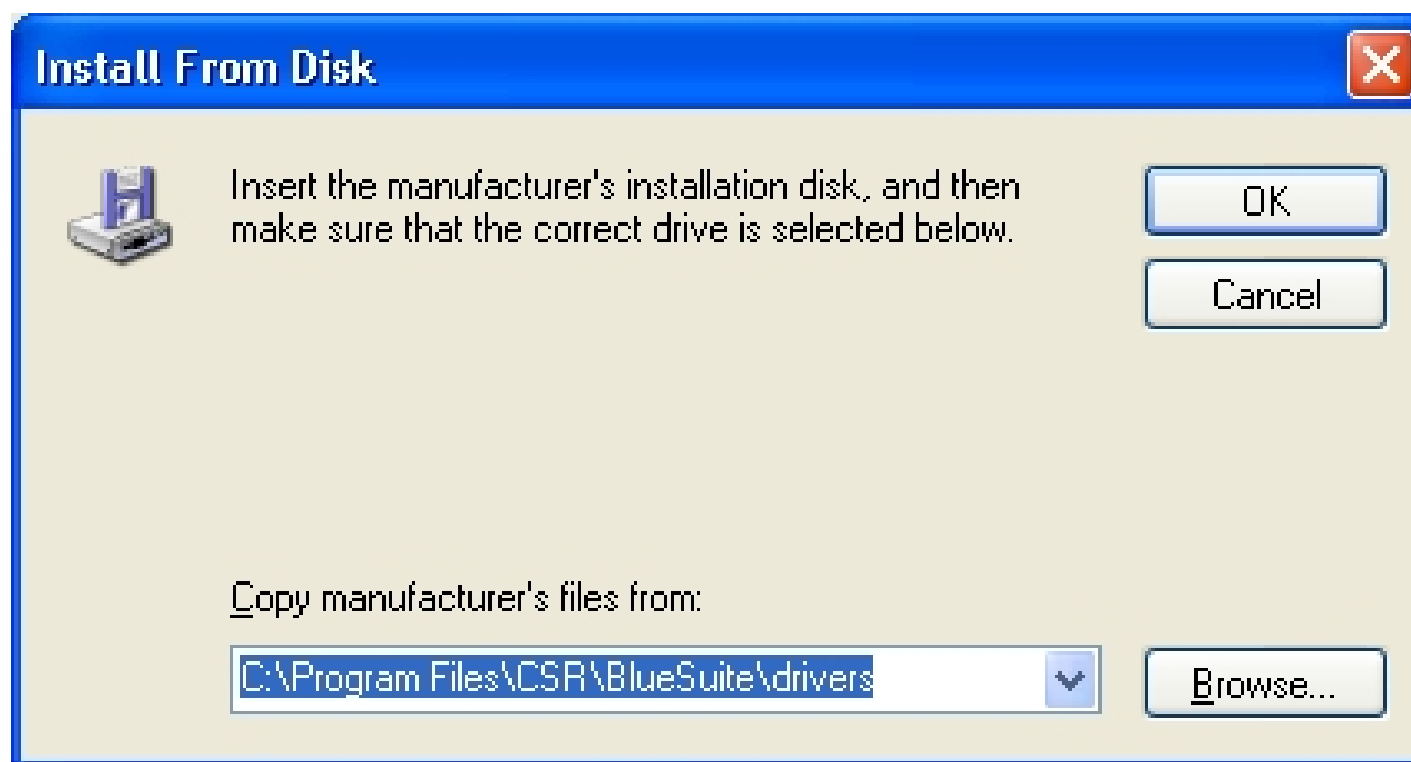 Install From Disk
Insert the manufacturer's installation disk, and then
make sure that the correct drive is selected below.
OK
Cancel
Copy manufacturer's files from:
C:\Program Files\CSR\BlueSuite\drivers
Browse...